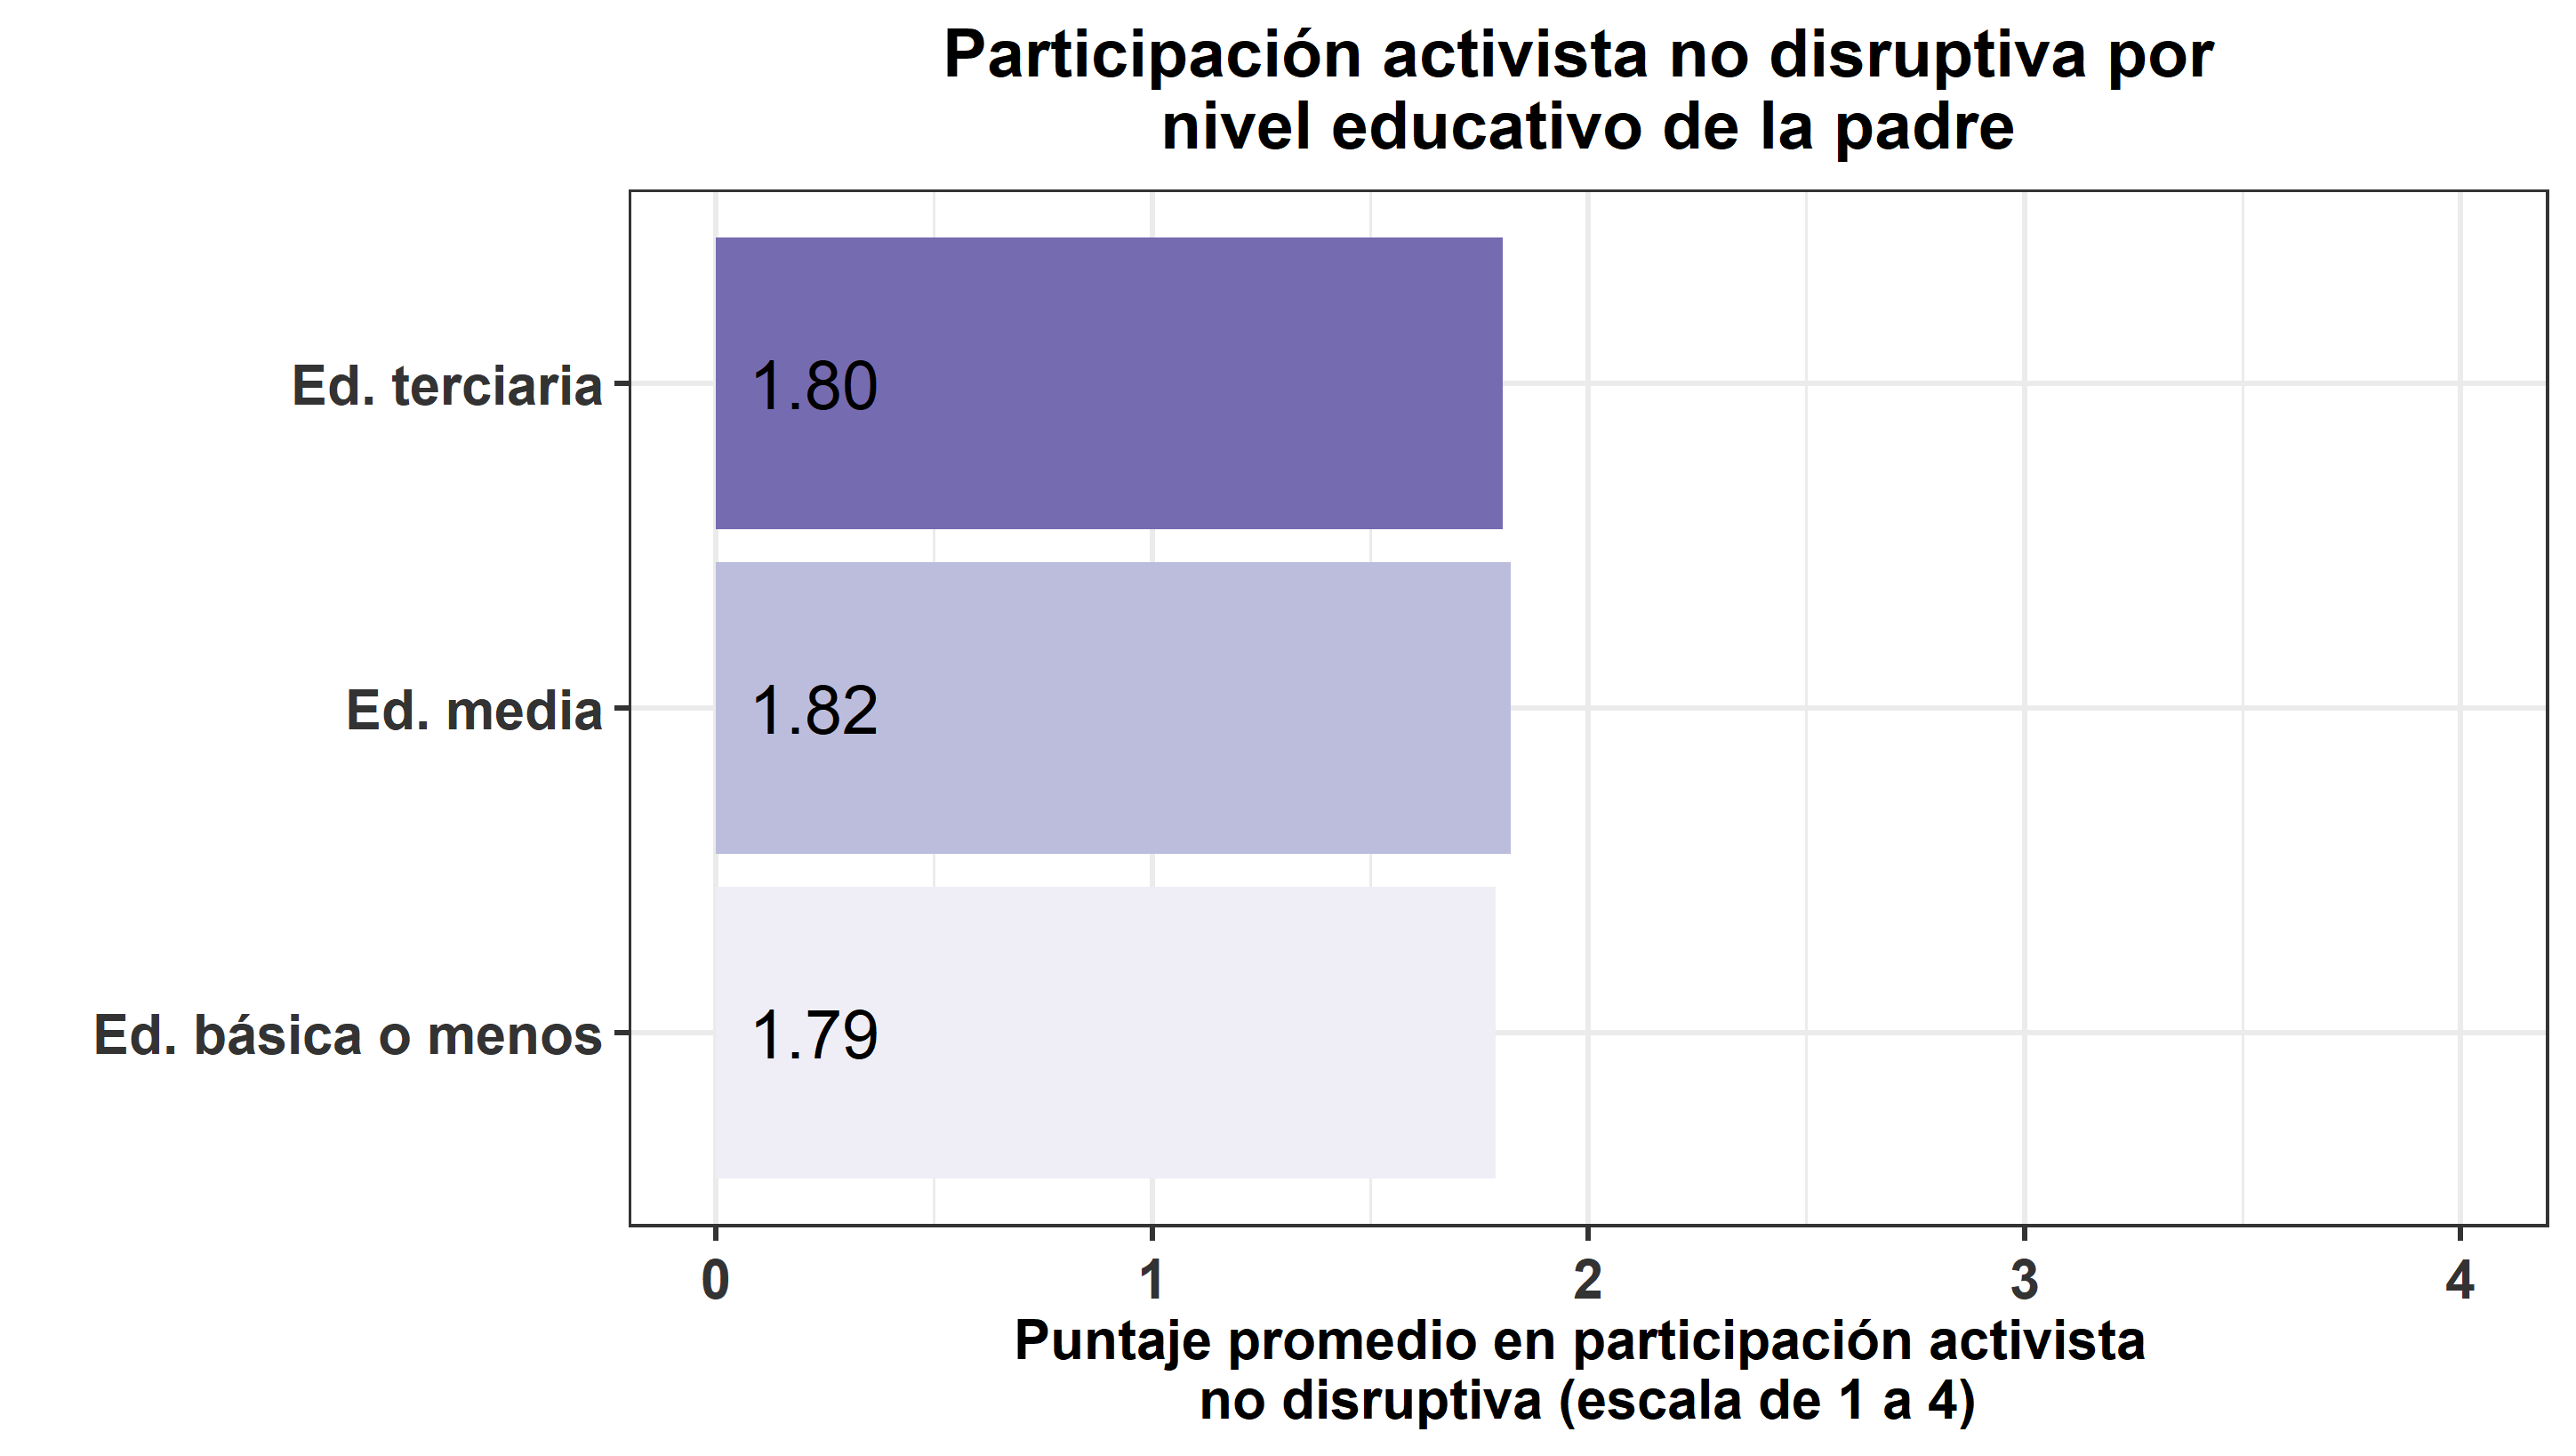 Participación activista no disruptiva por
nivel educativo de la padre
Ed. terciaria
1.80
Ed. media
1.82
Ed. básica o menos
1.79
0 1 2 3 4
Puntaje promedio en participación activista
no disruptiva (escala de 1 a 4)